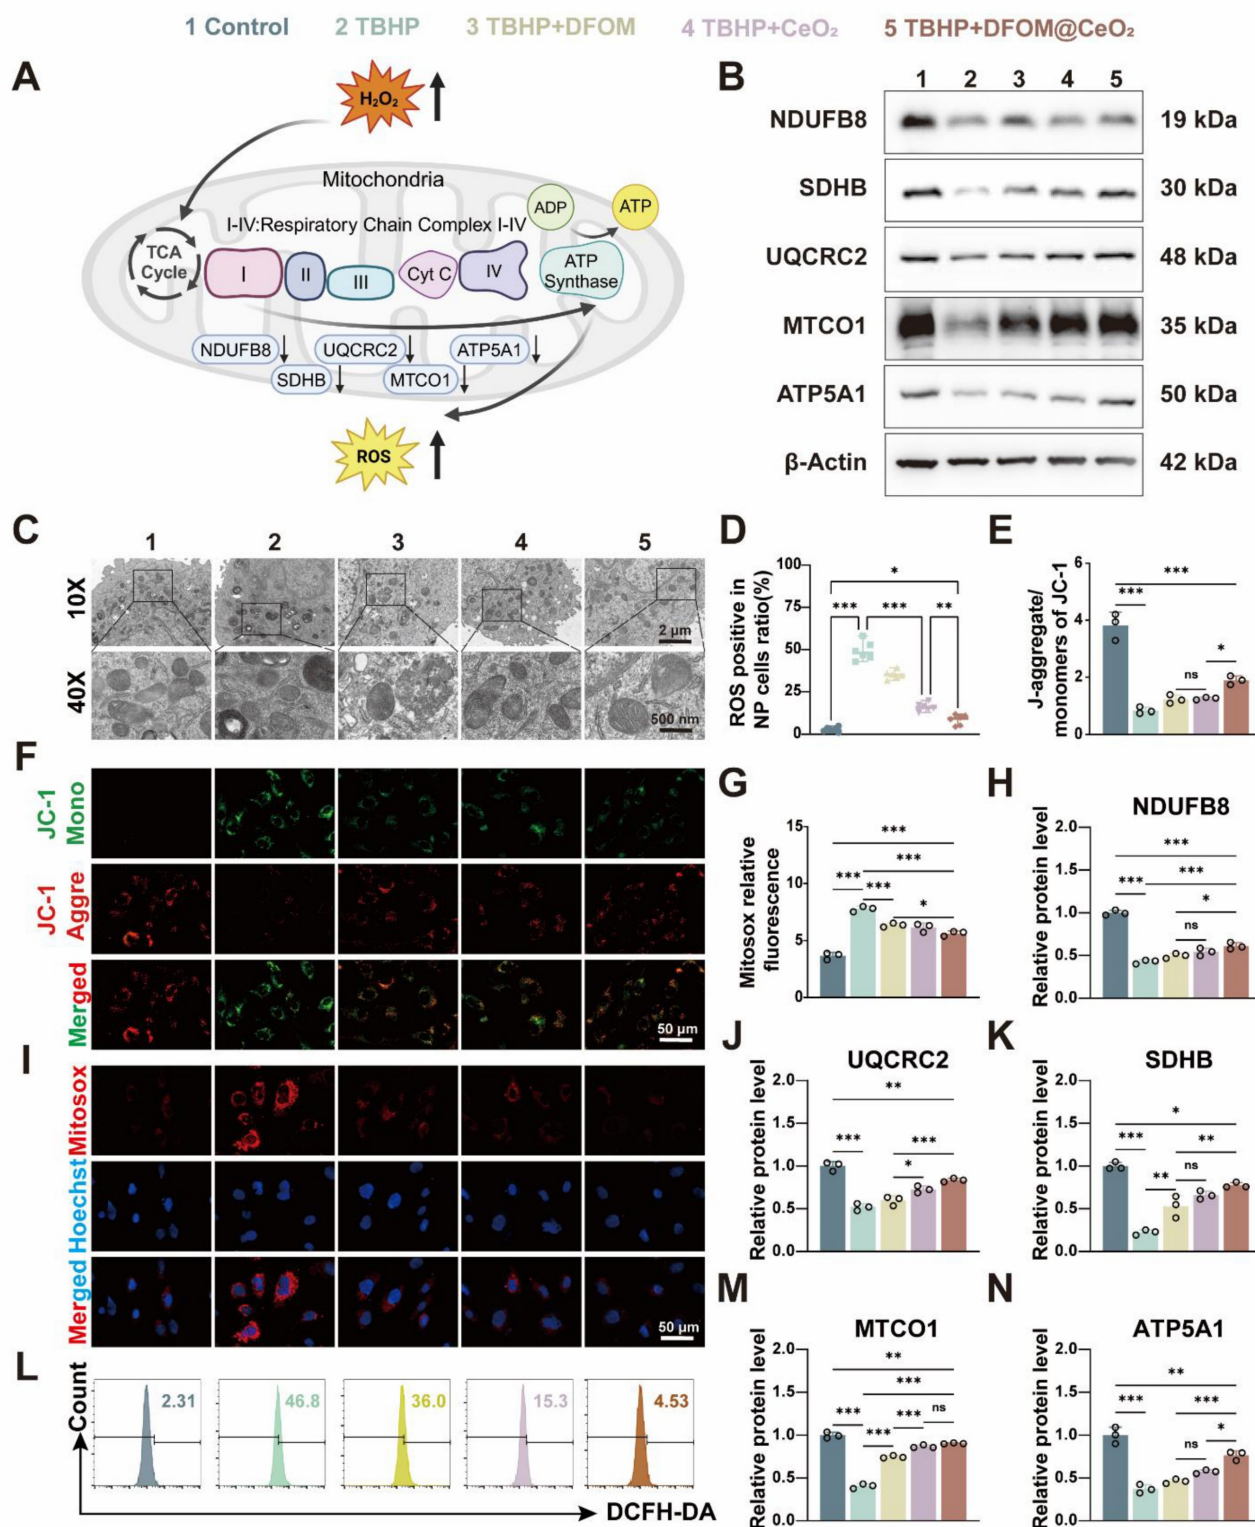 1 Control 2 TBHP 3 TBHP+DFOM 4 TBHP+CeO₂ 5 TBHP+DFOM@CeO₂
A
H₂O₂
Mitochondria
I-IV:Respiratory Chain Complex I-IV
ADP
ATP
TCA
Cycle
I
II
III
Cyt C
IV
ATP
Synthase
NDUFB8
UQCRC2
ATP5A1
SDHB
MTCO1
ROS
B
1 2 3 4 5
NDUFB8 19 kDa
SDHB 30 kDa
UQCRC2 48 kDa
MTCO1 35 kDa
ATP5A1 50 kDa
β-Actin 42 kDa
C
1 2 3 4 5
10X
2 μm
40X
500 nm
D
ROS positive in
NP cells ratio(%)
100
75
50
25
0
*
*** *** **
E
J-aggregate/
monomers of JC-1
6
4
2
0
***
***
*
ns
F
JC-1
Mono
JC-1
Aggre
Merged
50 μm
G
Mitosox relative
fluorescence
15
10
5
0
***
***
*** ***
*
H
NDUFB8
Relative protein level
2.0
1.5
1.0
0.5
0.0
***
*** ***
*
ns
I
Mitosox
Hoechst
Merged
50 μm
J
UQCRC2
Relative protein level
2.0
1.5
1.0
0.5
0.0
**
*** ***
*
K
SDHB
Relative protein level
2.0
1.5
1.0
0.5
0.0
*
*** **
** ns
L
Count
2.31
46.8
36.0
15.3
4.53
DCFH-DA
M
MTCO1
Relative protein level
2.0
1.5
1.0
0.5
0.0
**
***
*** *** *** ns
N
ATP5A1
Relative protein level
2.0
1.5
1.0
0.5
0.0
**
*** ***
ns *